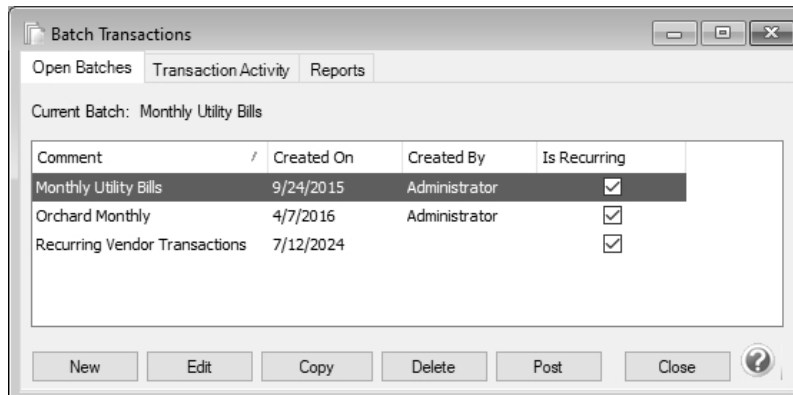 Batch Transactions
Open Batches Transaction Activity Reports
Current Batch: Monthly Utility Bills
Comment / Created On Created By Is Recurring
Monthly Utility Bills 9/24/2015 Administrator
Orchard Monthly 4/7/2016 Administrator
Recurring Vendor Transactions 7/12/2024
New Edit Copy Delete Post Close ?